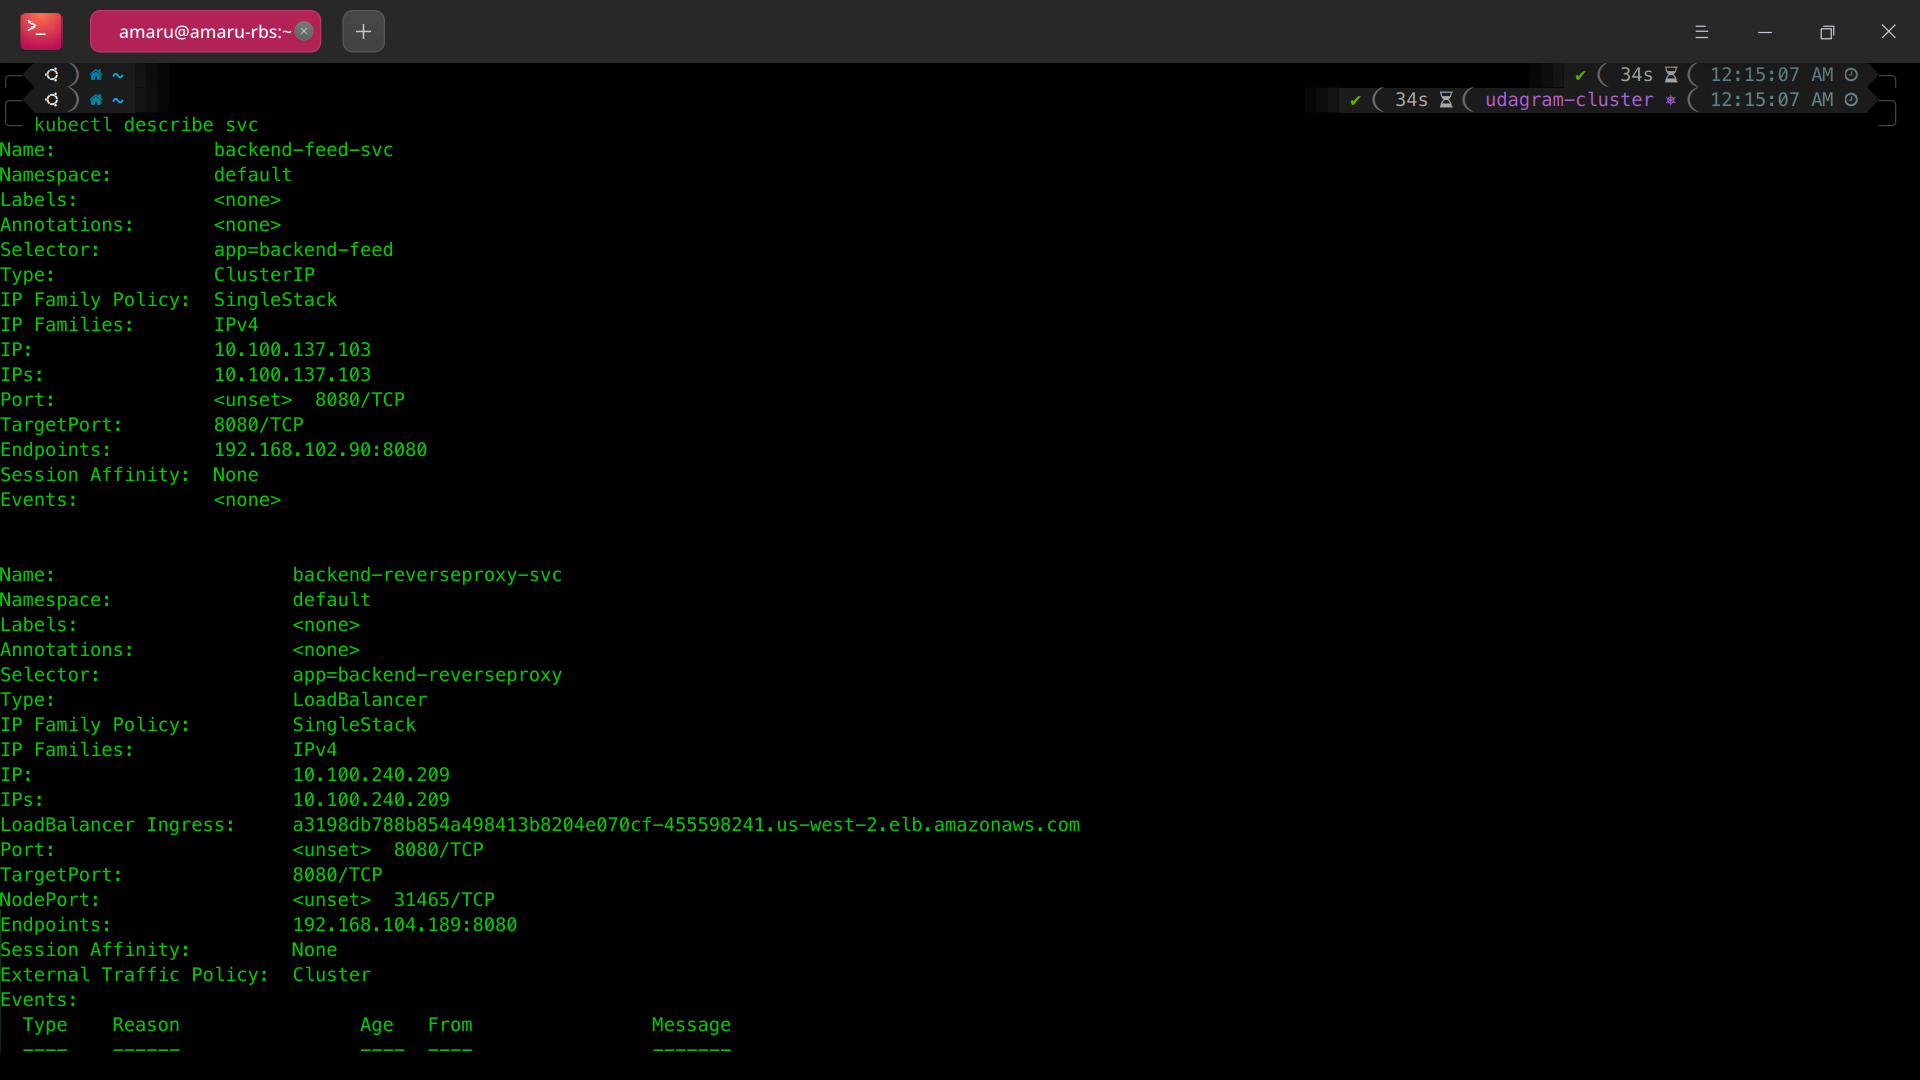 amaru@amaru-rbs:~
~ 34s 12:15:07 AM
~ 34s udagram-cluster 12:15:07 AM
kubectl describe svc
Name: backend-feed-svc
Namespace: default
Labels: <none>
Annotations: <none>
Selector: app=backend-feed
Type: ClusterIP
IP Family Policy: SingleStack
IP Families: IPv4
IP: 10.100.137.103
IPs: 10.100.137.103
Port: <unset> 8080/TCP
TargetPort: 8080/TCP
Endpoints: 192.168.102.90:8080
Session Affinity: None
Events: <none>
Name: backend-reverseproxy-svc
Namespace: default
Labels: <none>
Annotations: <none>
Selector: app=backend-reverseproxy
Type: LoadBalancer
IP Family Policy: SingleStack
IP Families: IPv4
IP: 10.100.240.209
IPs: 10.100.240.209
LoadBalancer Ingress: a3198db788b854a498413b8204e070cf-455598241.us-west-2.elb.amazonaws.com
Port: <unset> 8080/TCP
TargetPort: 8080/TCP
NodePort: <unset> 31465/TCP
Endpoints: 192.168.104.189:8080
Session Affinity: None
External Traffic Policy: Cluster
Events:
Type Reason Age From Message
---- ------ ---- ---- -------